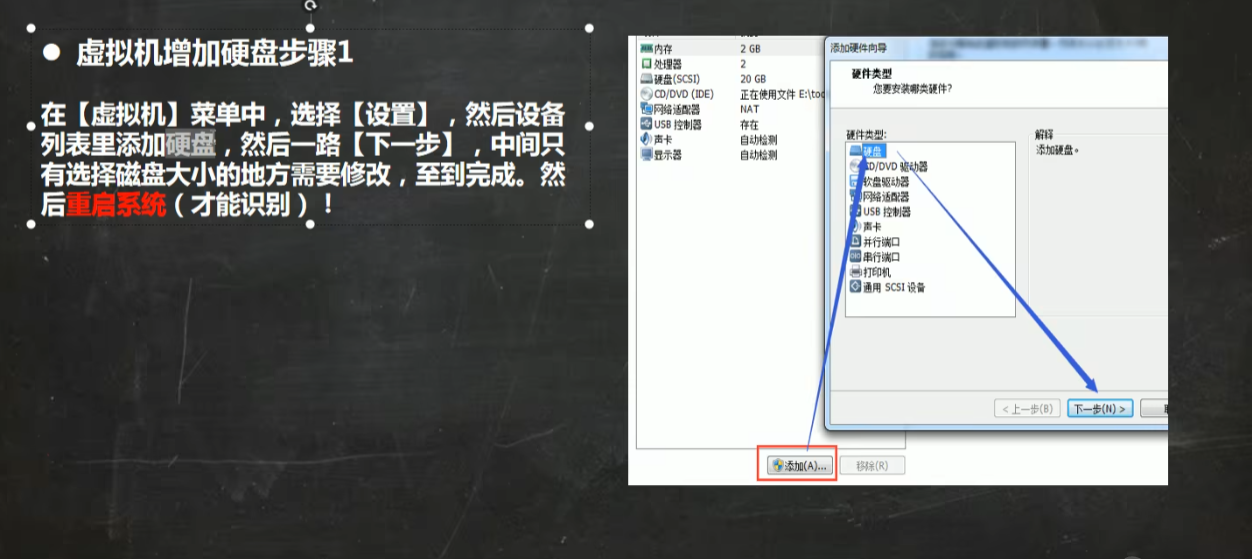 ● 虚拟机增加硬盘步骤1
在【虚拟机】菜单中，选择【设置】，然后设备
列表里添加硬盘，然后一路【下一步】，中间只
有选择磁盘大小的地方需要修改，至到完成。然
后重启系统（才能识别）！
内存 2 GB
处理器 2
硬盘(SCSI) 20 GB
CD/DVD (IDE) 正在使用文件 E:\too
网络适配器 NAT
USB 控制器 存在
声卡 自动检测
显示器 自动检测
添加(A)... 移除(R)
添加硬件向导
硬件类型
您要安装哪类硬件?
硬件类型:
硬盘
CD/DVD 驱动器
软盘驱动器
网络适配器
USB 控制器
声卡
并行端口
串行端口
打印机
通用 SCSI 设备
解释
添加硬盘。
< 上一步(B) 下一步(N) >